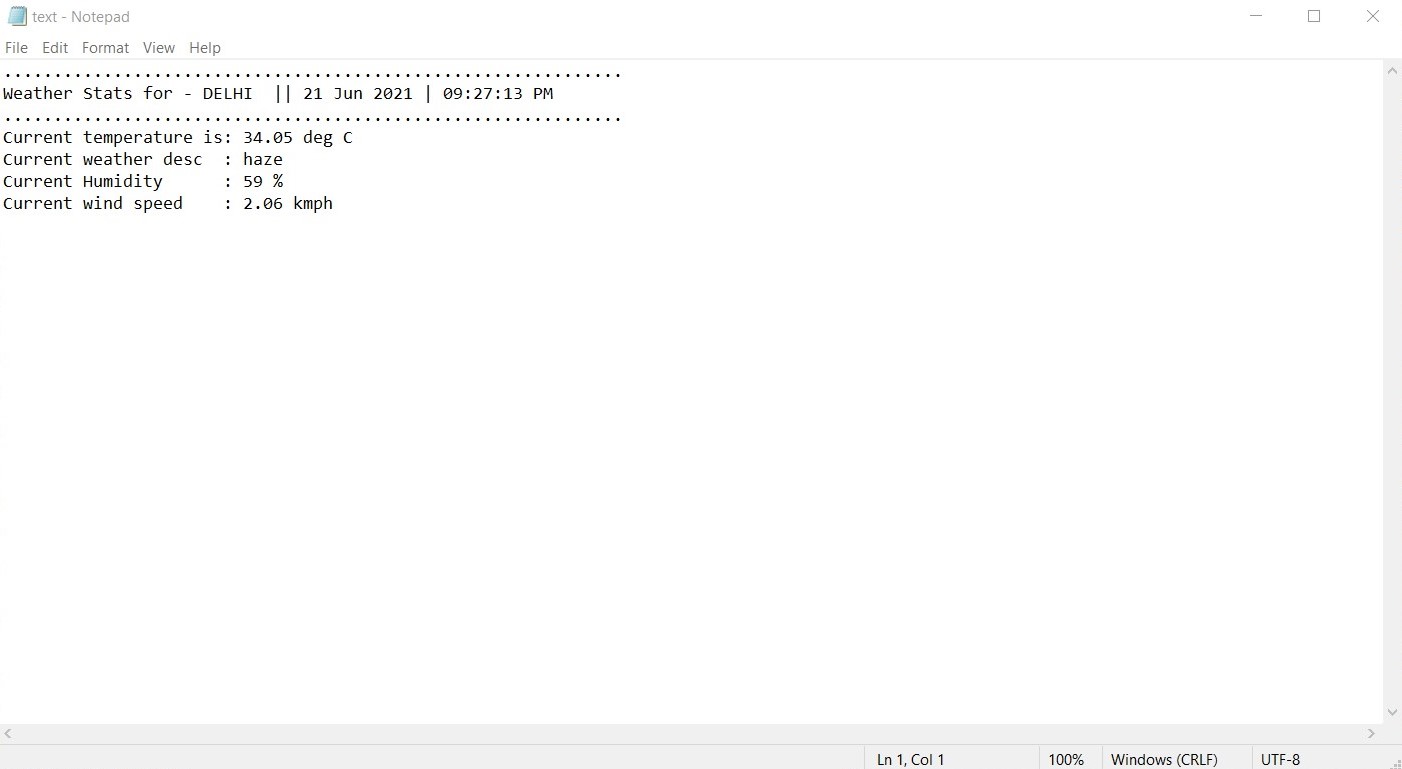 text - Notepad
File Edit Format View Help
..............................................................
Weather Stats for - DELHI  || 21 Jun 2021 | 09:27:13 PM
..............................................................
Current temperature is: 34.05 deg C
Current weather desc  : haze
Current Humidity      : 59 %
Current wind speed    : 2.06 kmph
Ln 1, Col 1 100% Windows (CRLF) UTF-8